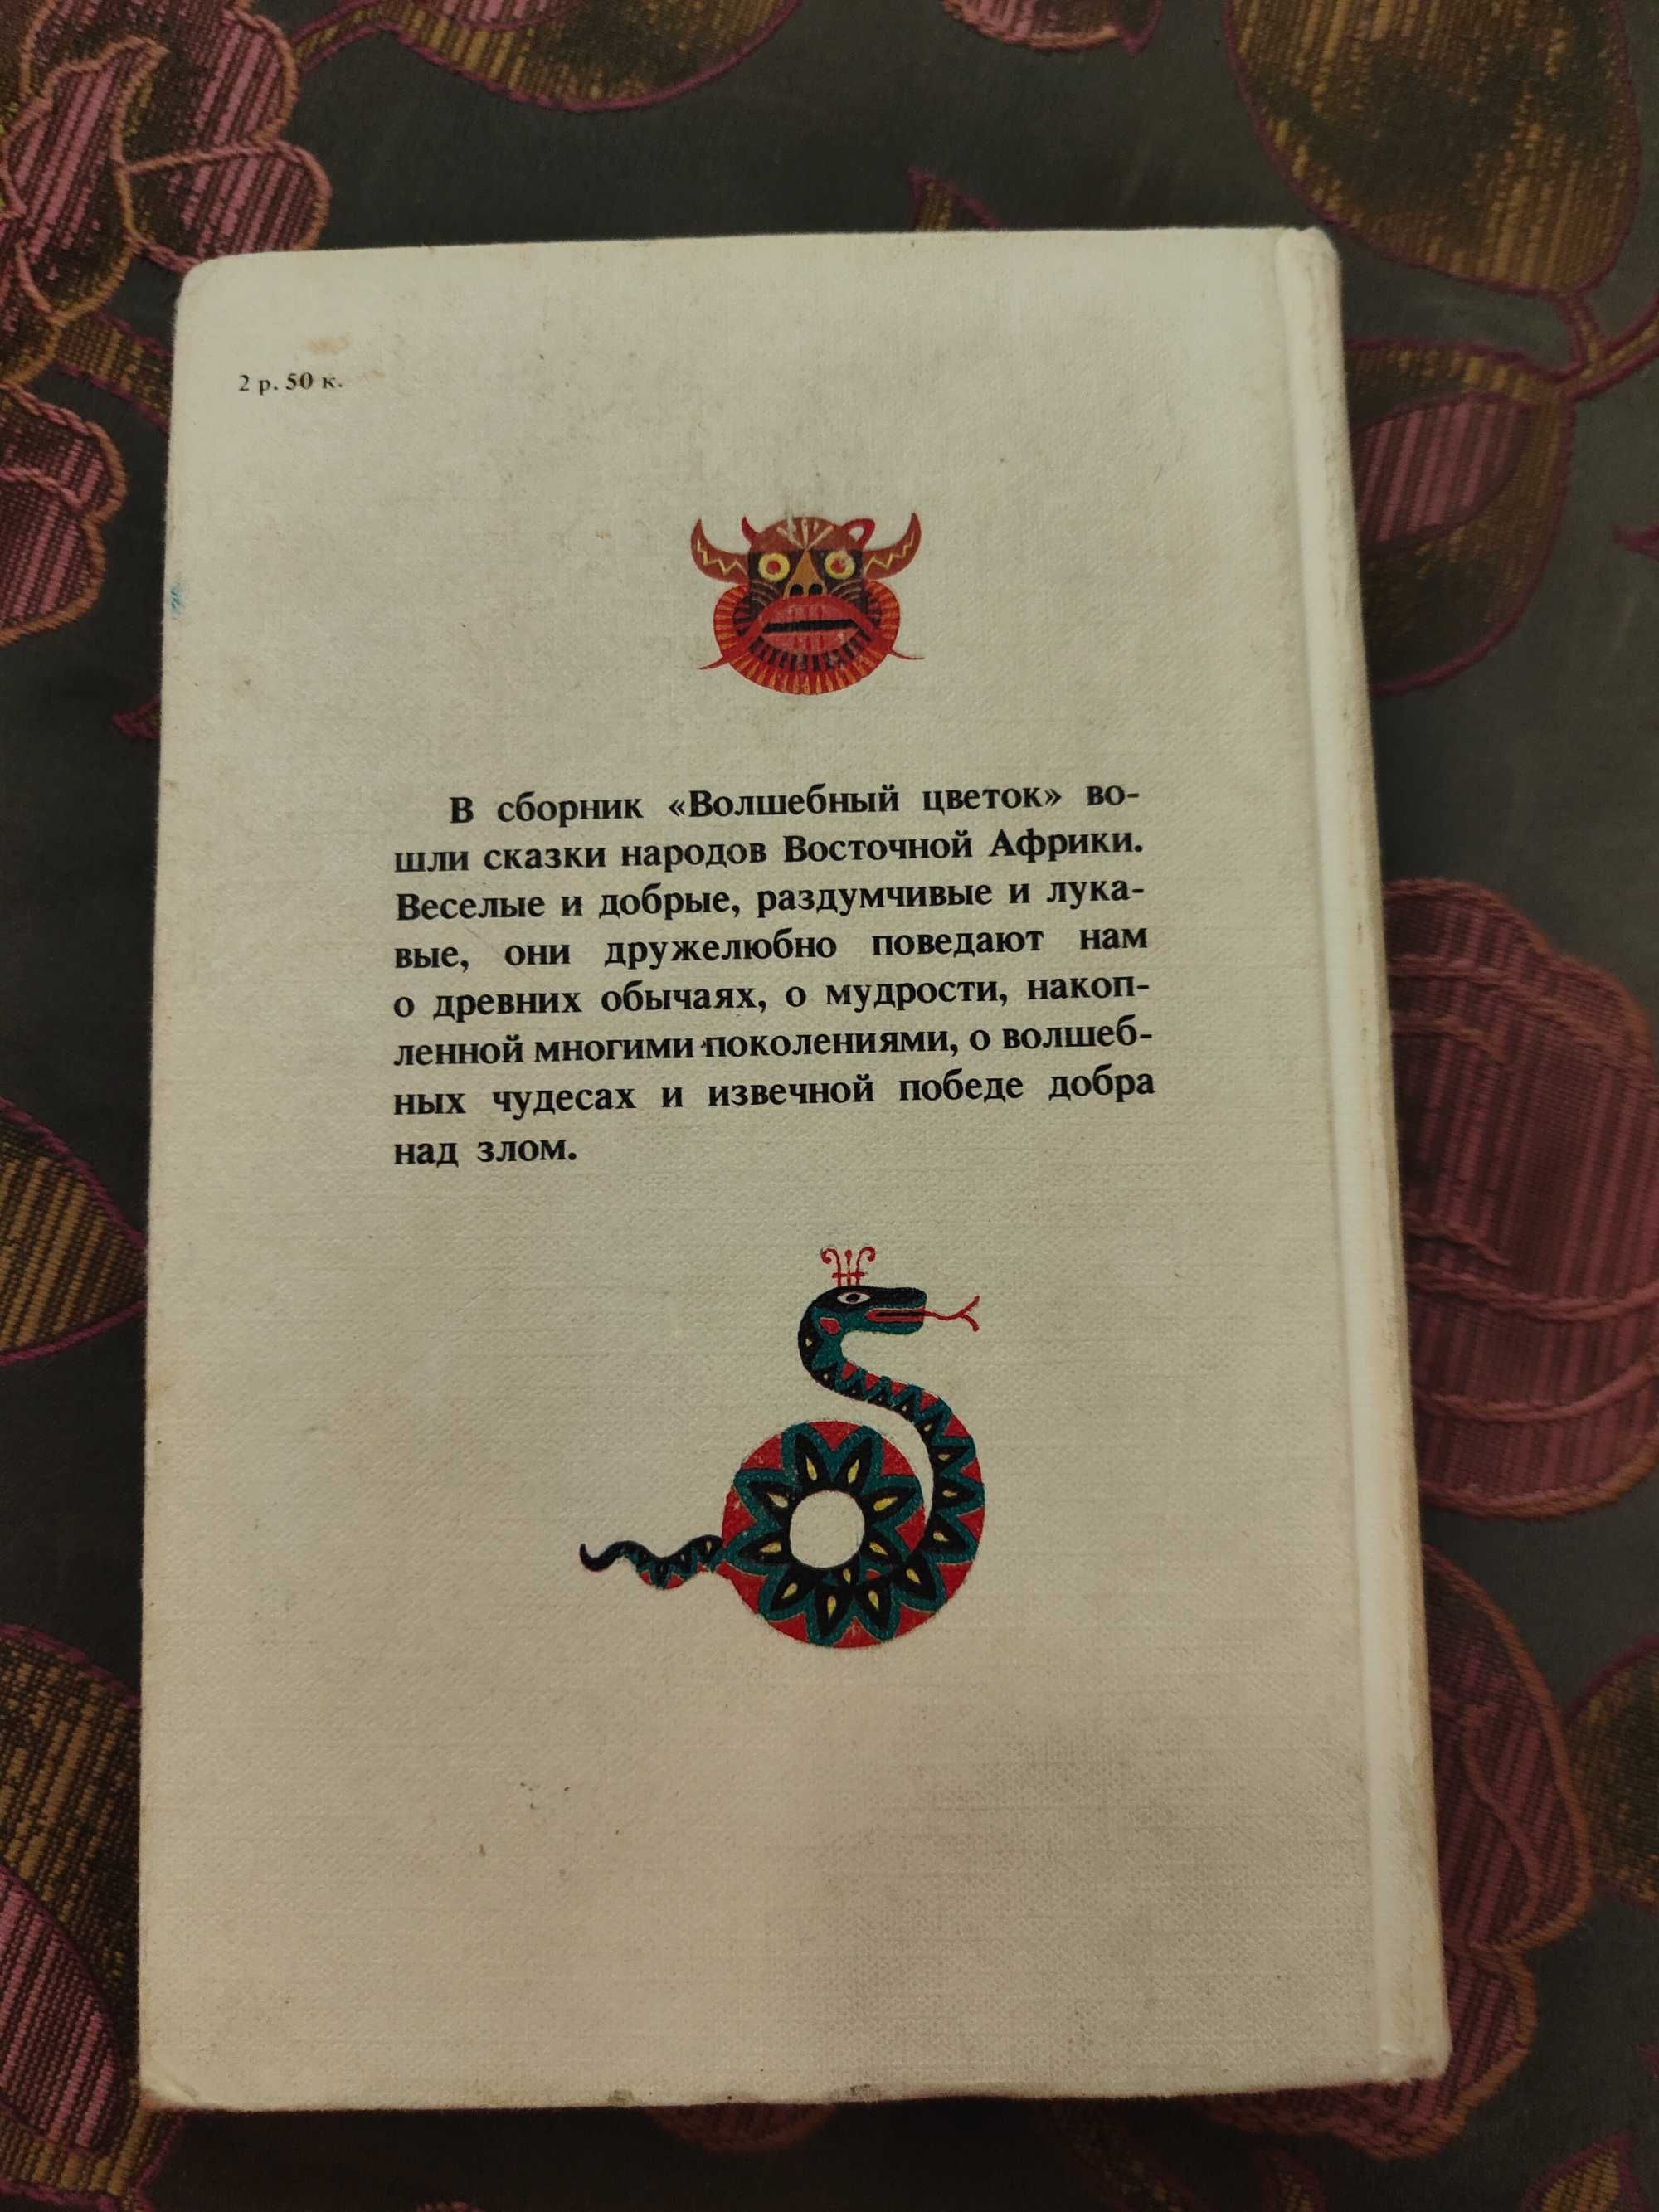 2 р. 50 к.
В сборник «Волшебный цветок» во-
шли сказки народов Восточной Африки.
Веселые и добрые, раздумчивые и лука-
вые, они дружелюбно поведают нам
о древних обычаях, о мудрости, накоп-
ленной многими поколениями, о волшеб-
ных чудесах и извечной победе добра
над злом.